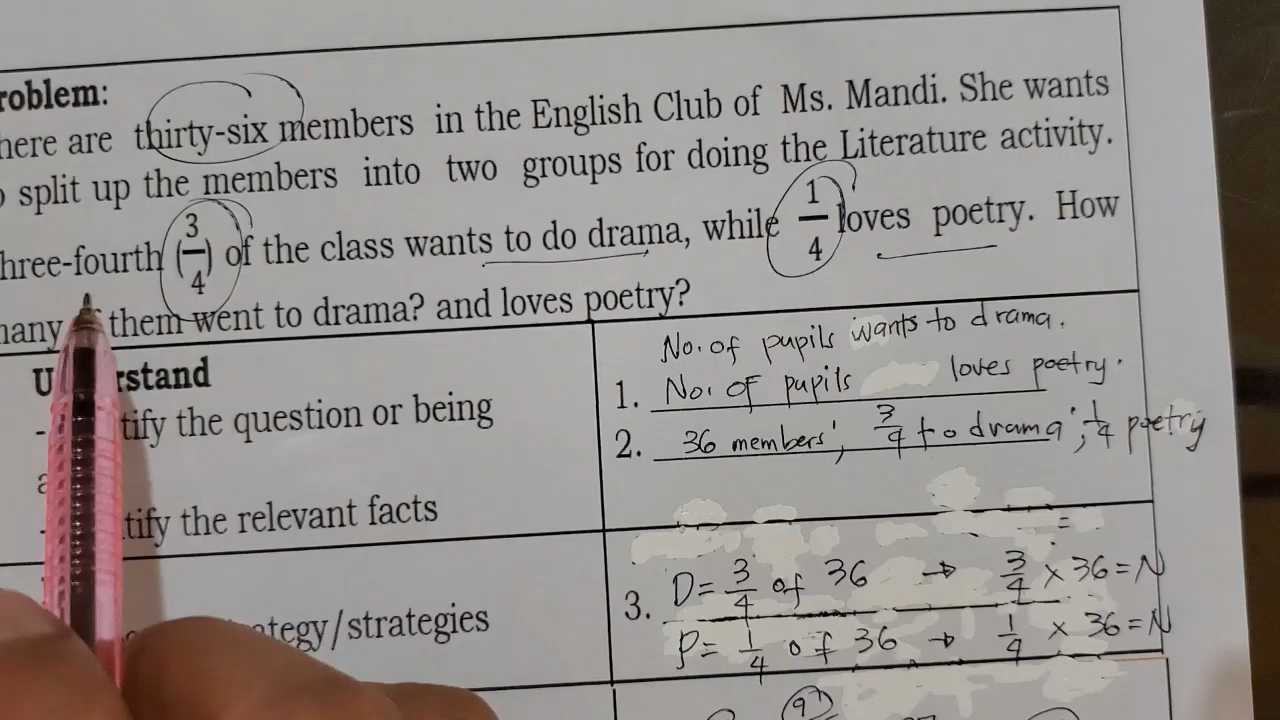 roblem:
here are thirty-six members in the English Club of Ms. Mandi. She wants
o split up the members into two groups for doing the Literature activity.
hree-fourth (3/4) of the class wants to do drama, while 1/4 loves poetry. How
many them went to drama? and loves poetry?
No. of pupils wants to drama.
1. No. of pupils loves poetry.
2. 36 members', 3/4 to drama', 1/4 poetry
rstand
tify the question or being
tify the relevant facts
3. D = 3/4 of 36 → 3/4 × 36 = N
P = 1/4 of 36 → 1/4 × 36 = N
tegy/strategies
9